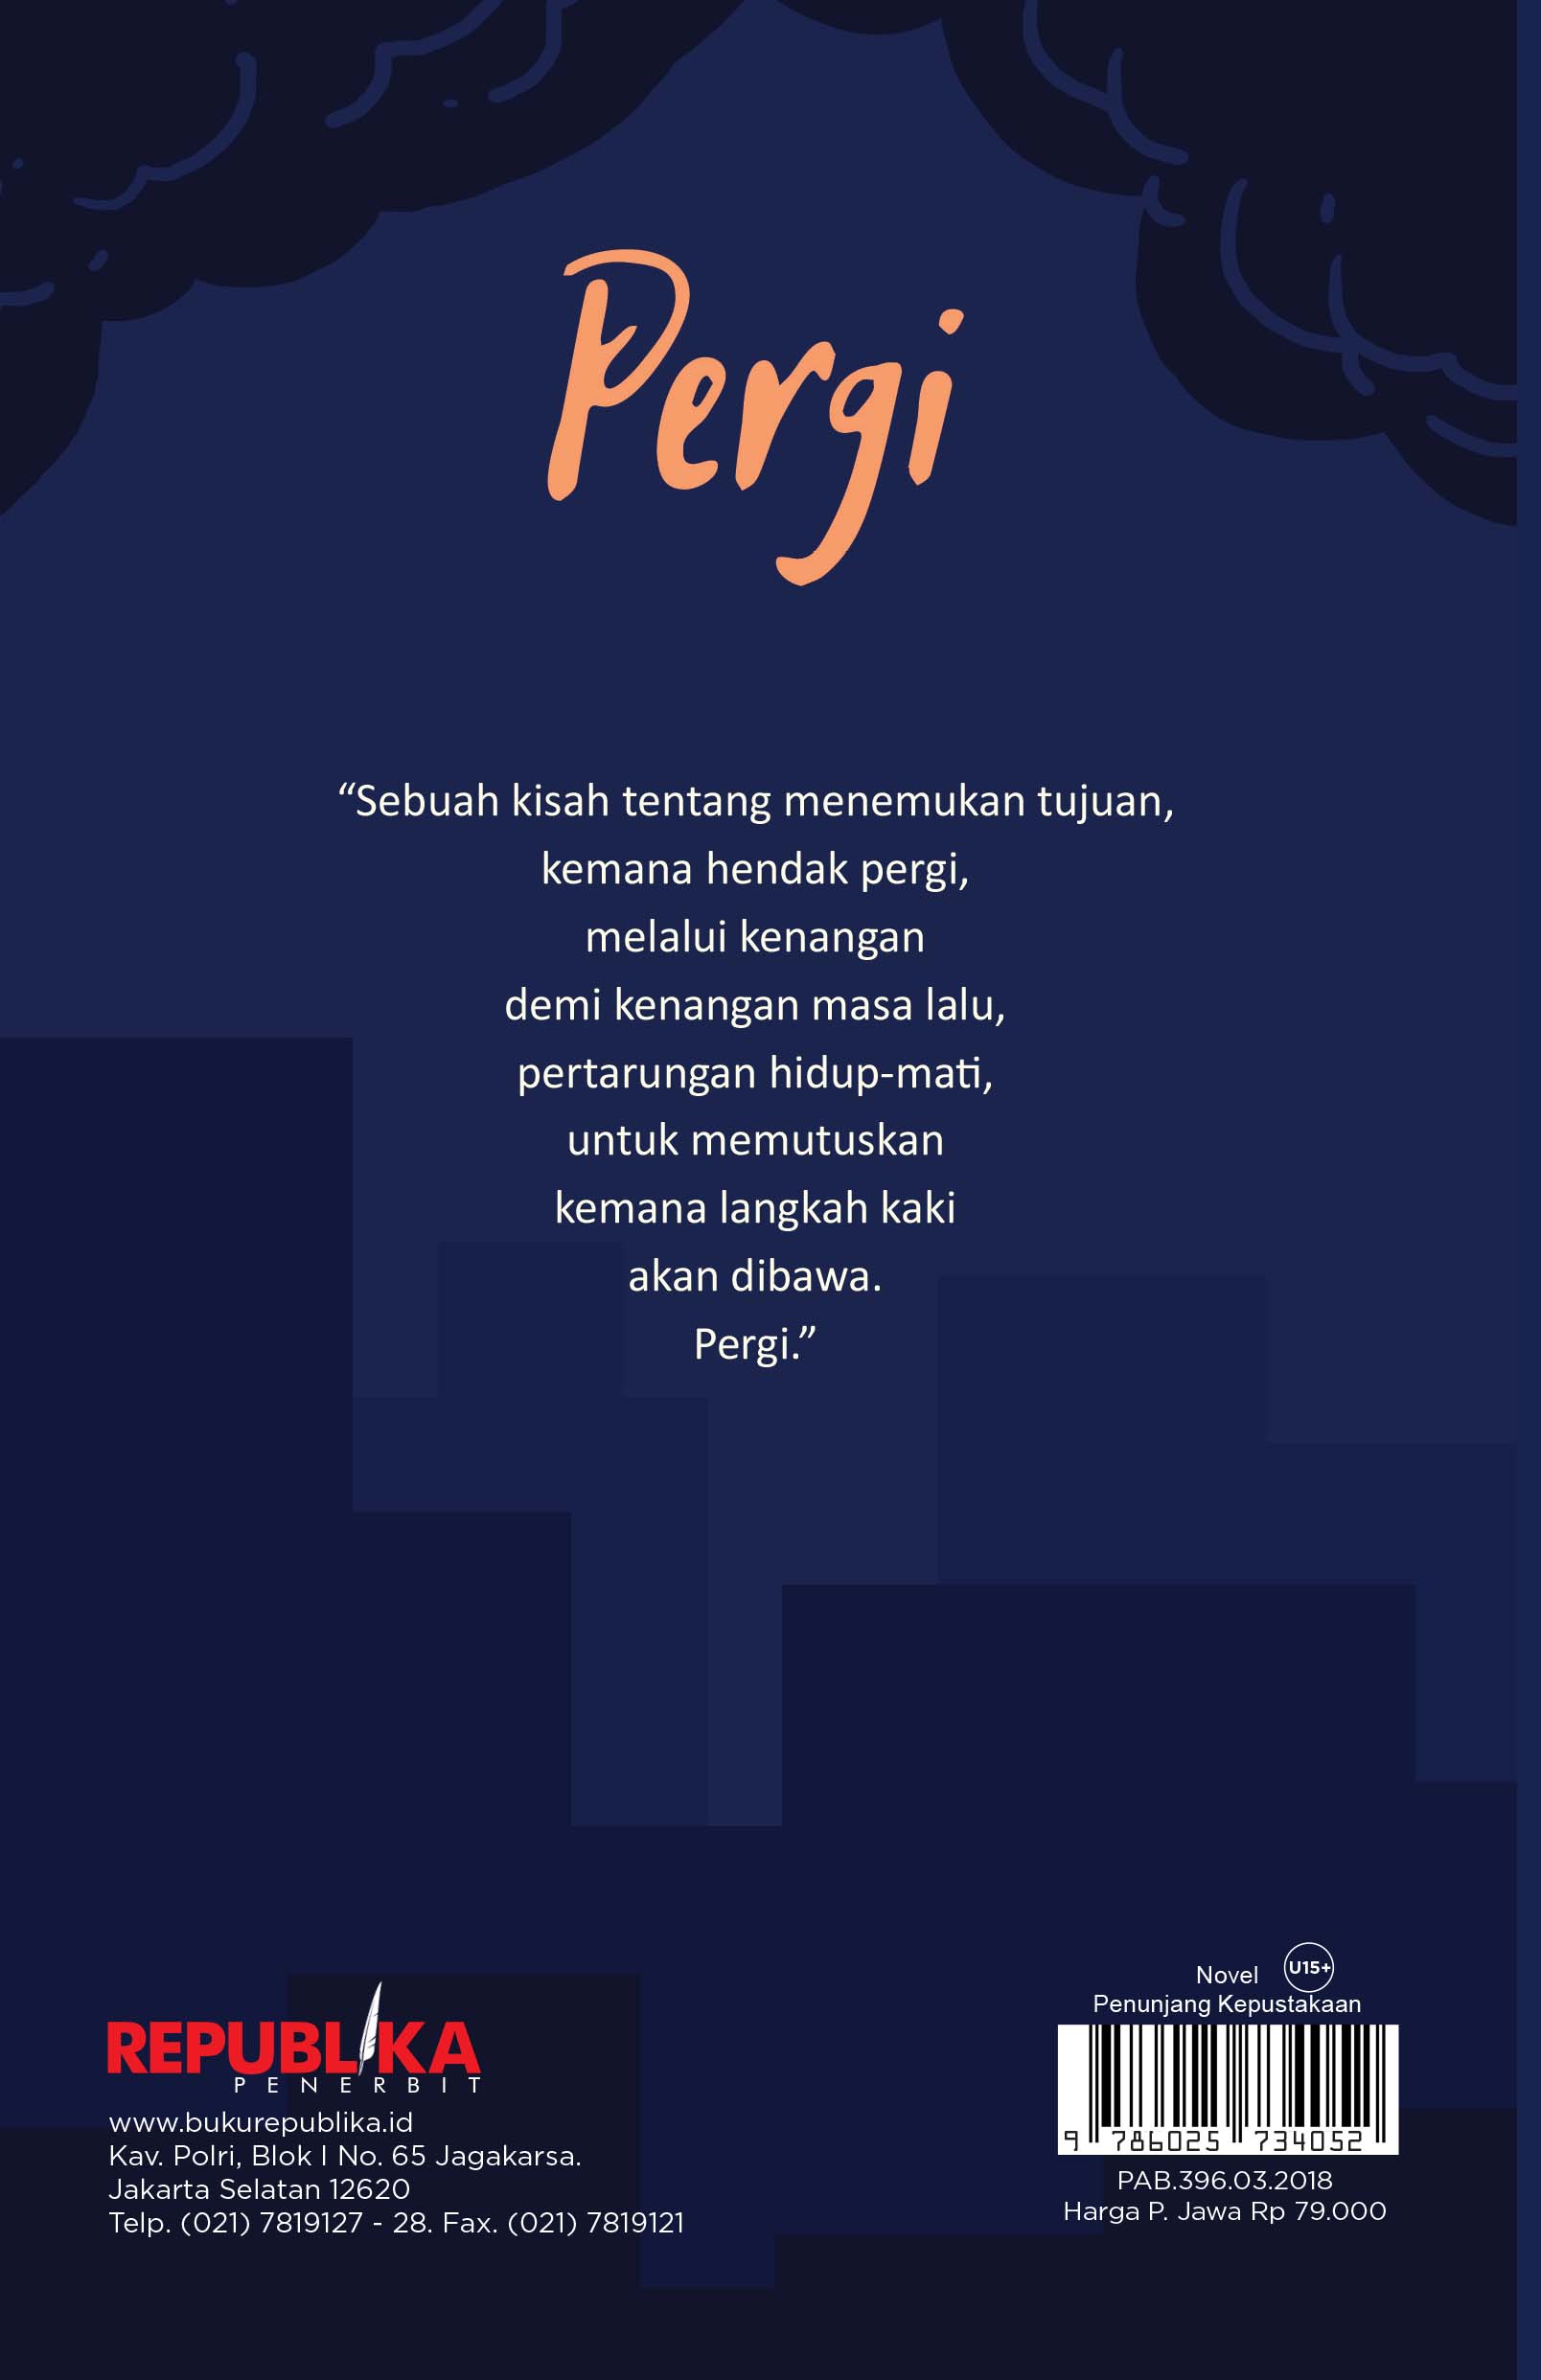 Pergi
“Sebuah kisah tentang menemukan tujuan,
kemana hendak pergi,
melalui kenangan
demi kenangan masa lalu,
pertarungan hidup-mati,
untuk memutuskan
kemana langkah kaki
akan dibawa.
Pergi.”
REPUBLIKA
PENERBIT
www.bukurepublika.id
Kav. Polri, Blok I No. 65 Jagakarsa.
Jakarta Selatan 12620
Telp. (021) 7819127 - 28. Fax. (021) 7819121
Novel U15+
Penunjang Kepustakaan
9 786025 734052
PAB.396.03.2018
Harga P. Jawa Rp 79.000